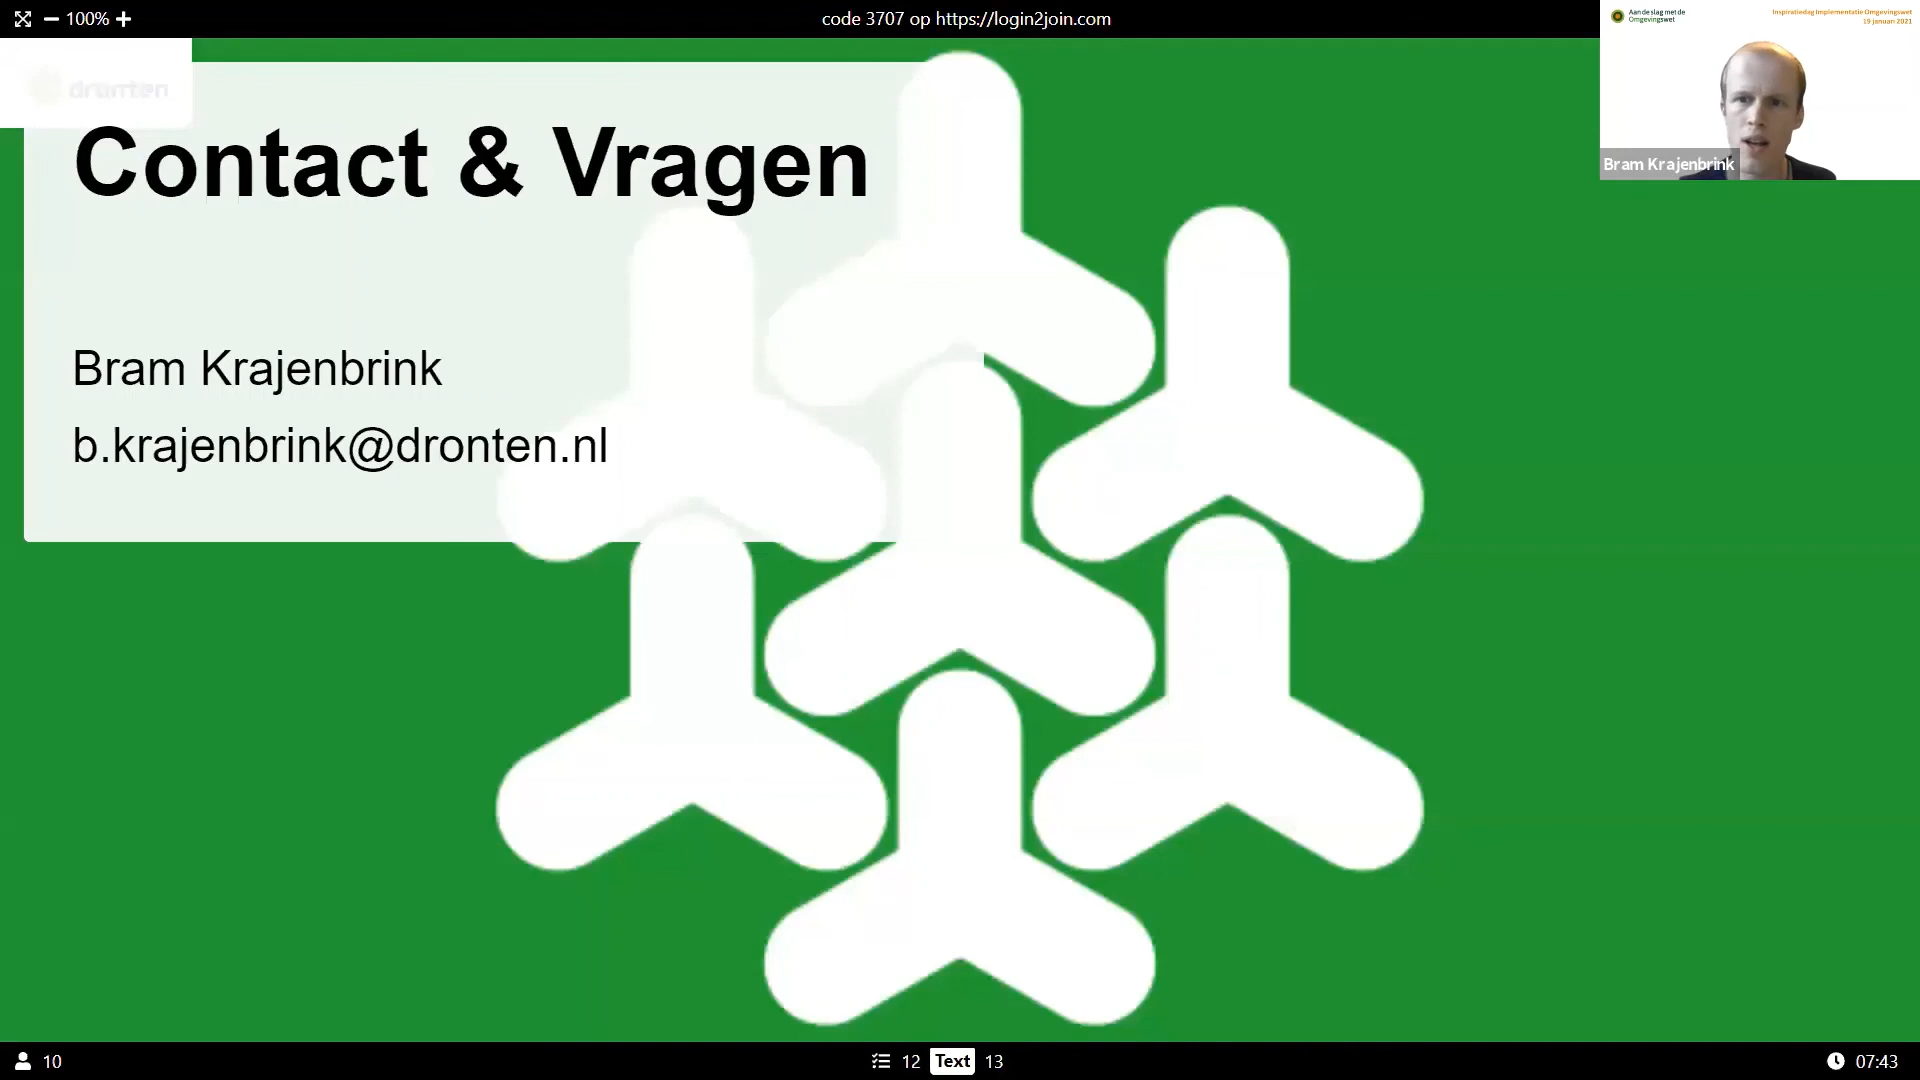 100%
code 3707 op https://login2join.com
Aan de slag met de
Omgevingswet
Inspiratiedag Implementatie Omgevingswet
19 januari 2021
dronten
Contact & Vragen
Bram Krajenbrink
Bram Krajenbrink
b.krajenbrink@dronten.nl
10
12 Text 13
07:43